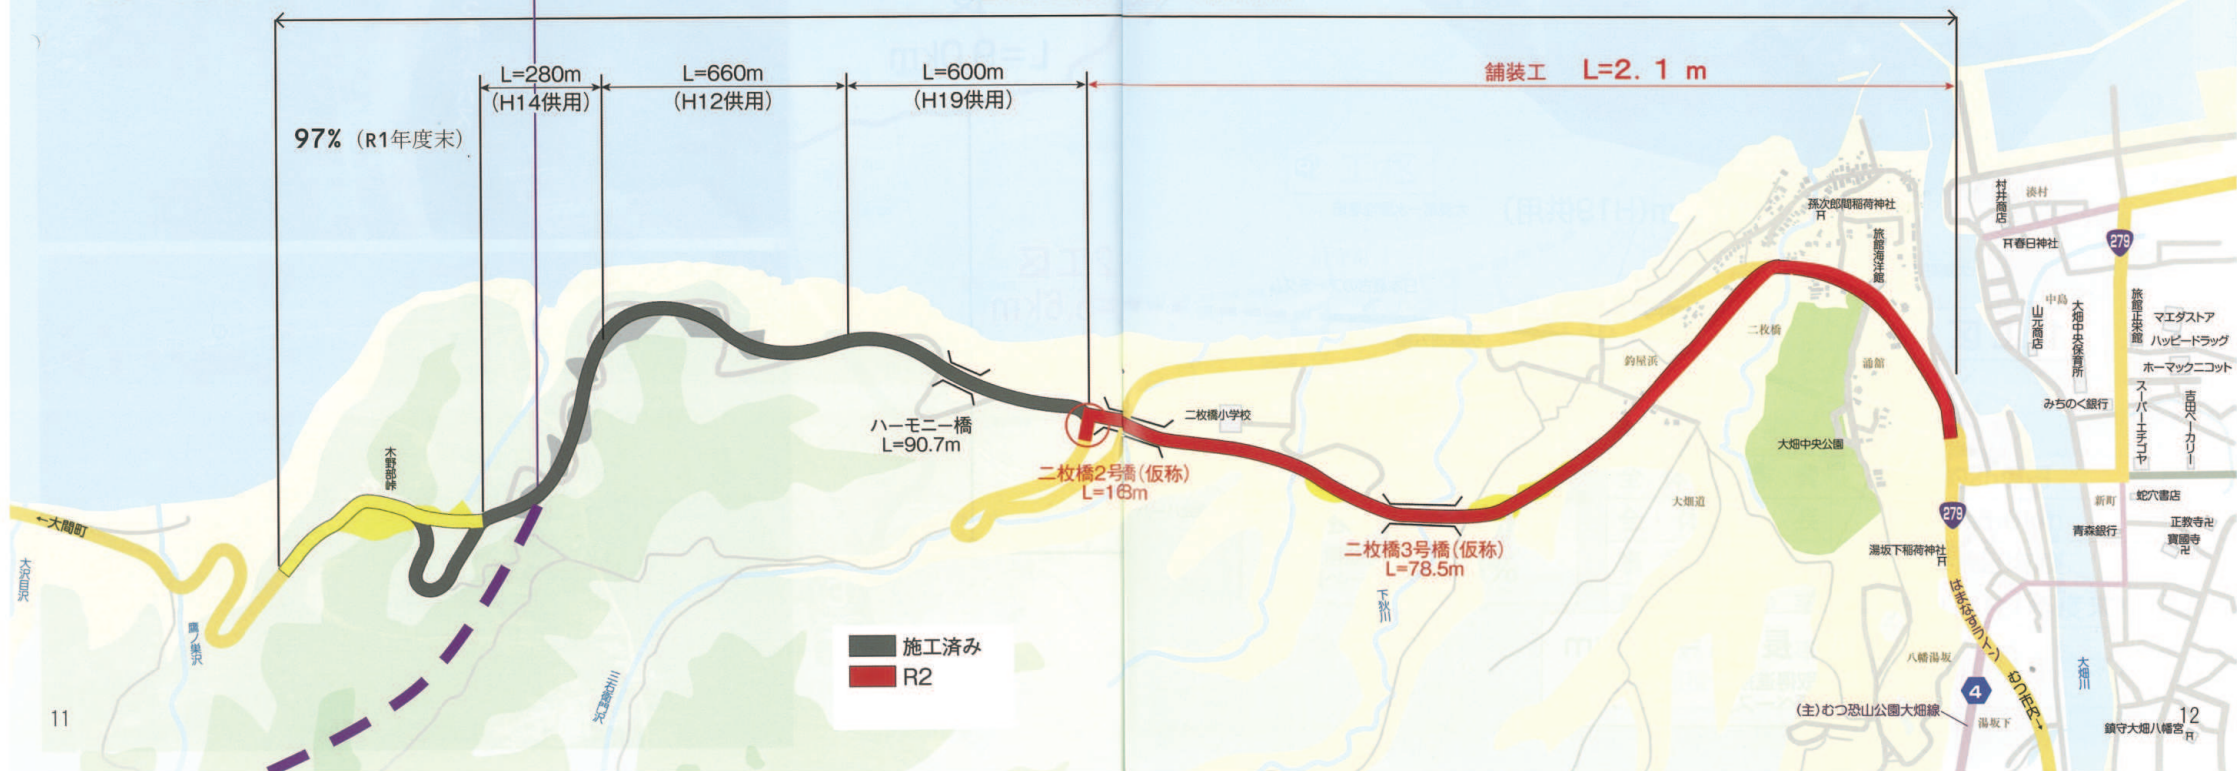 L=280m
(H14供用)
L=660m
(H12供用)
L=600m
(H19供用)
舗装工 L=2. 1 m
97% (R1年度末)
木野部峠
←大間町
大沢目沢
鷹ノ巣沢
ハーモニー橋
L=90.7m
二枚橋2号橋(仮称)
二枚橋小学校
二枚橋3号橋(仮称)
L=78.5m
下狄川
釣屋浜
二枚橋
涌館
大畑道
大畑中央公園
孫次郎間稲荷神社
旅館海洋館
村井商店
湊村
春日神社
279
中島
山元商店
大畑中央保育所
旅館正栄館
マエダストア
ハッピードラッグ
ホーマックニコット
みちのく銀行
スーパーエチゴヤ
吉田ベーカリー
新町
蛇穴書店
青森銀行
正教寺
寶國寺
279
湯坂下稲荷神社
はまなすライン
むつ市内→
八幡湯坂
4
(主)むつ恐山公園大畑線
湯坂下
大畑川
鎮守大畑八幡宮
施工済み
R2
11
12